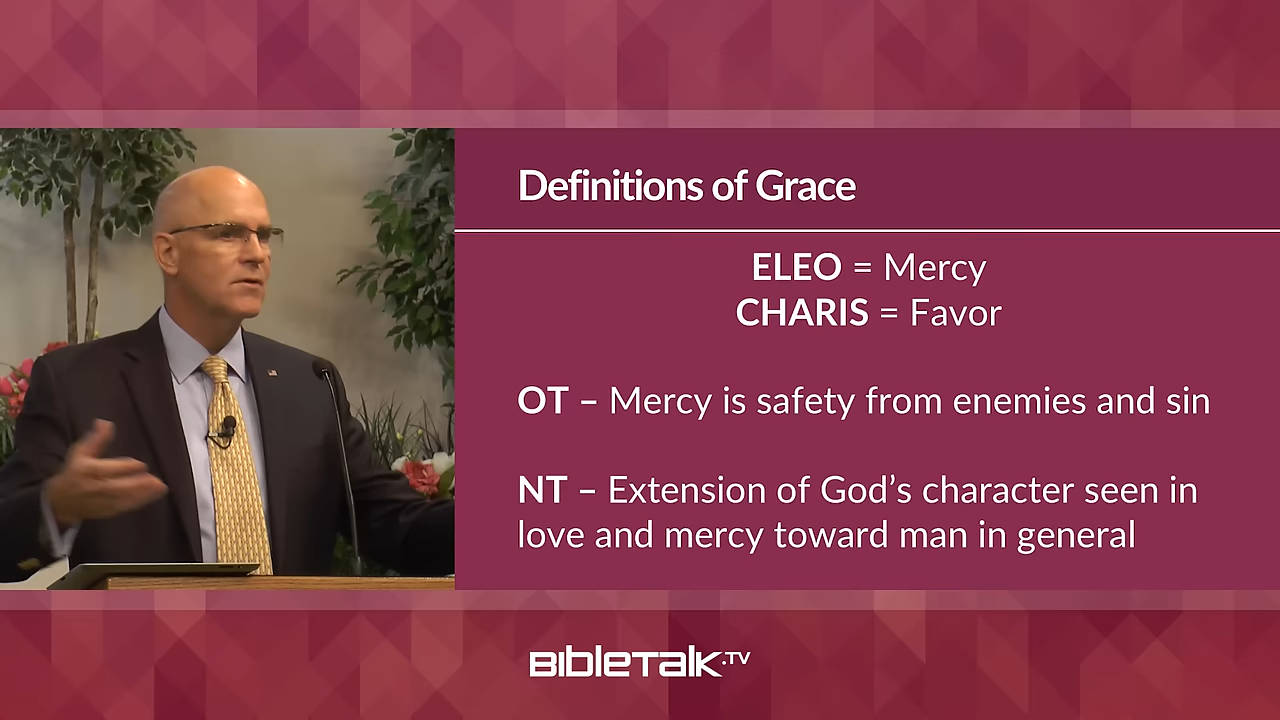 Definitions of Grace
ELEO = Mercy
CHARIS = Favor
OT – Mercy is safety from enemies and sin
NT – Extension of God’s character seen in
love and mercy toward man in general
BIBLETALK.TV